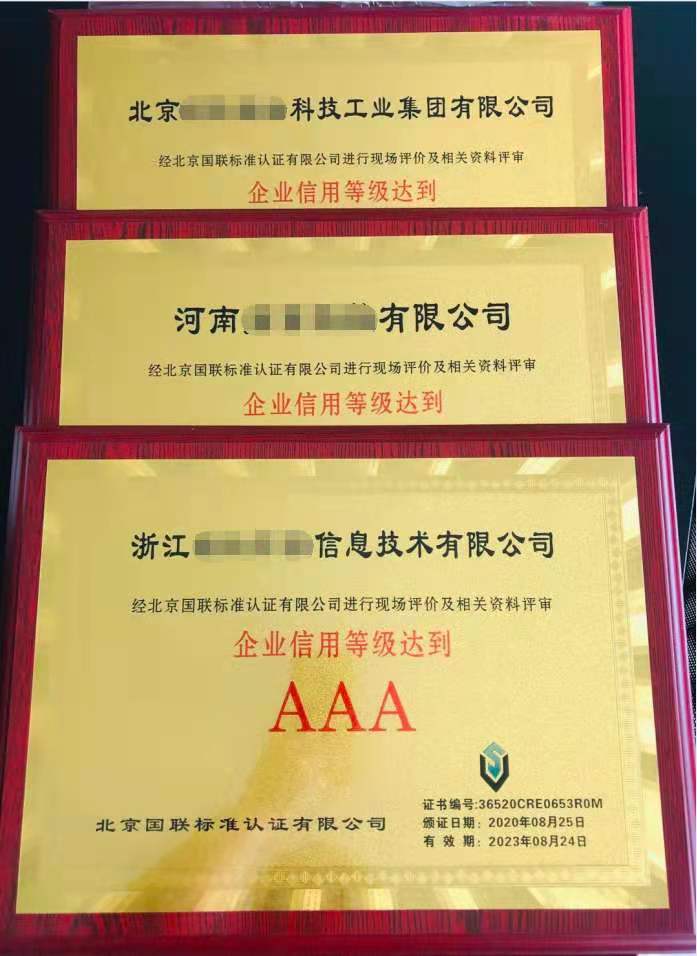 北京 科技工业集团有限公司
经北京国联标准认证有限公司进行现场评价及相关资料评审
企业信用等级达到
河南 有限公司
经北京国联标准认证有限公司进行现场评价及相关资料评审
企业信用等级达到
浙江 信息技术有限公司
经北京国联标准认证有限公司进行现场评价及相关资料评审
企业信用等级达到
AAA
北京国联标准认证有限公司
证书编号:36520CRE0653R0M
颁证日期：2020年08月25日
有 效 期：2023年08月24日